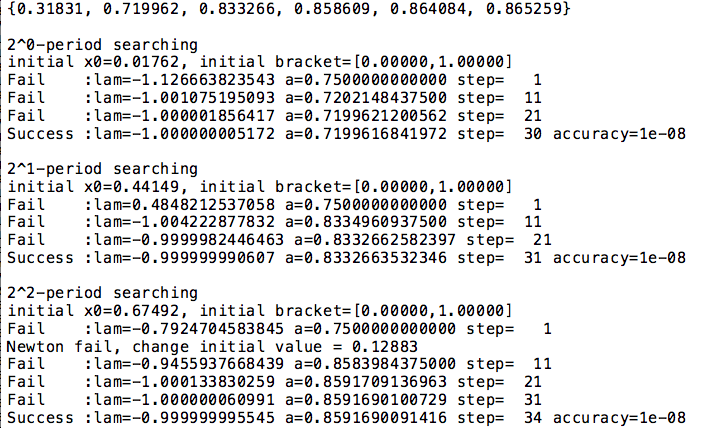 {0.31831, 0.719962, 0.833266, 0.858609, 0.864084, 0.865259}
2^0-period searching
initial x0=0.01762, initial bracket=[0.00000,1.00000]
Fail    :lam=-1.126663823543 a=0.7500000000000 step=   1
Fail    :lam=-1.001075195093 a=0.7202148437500 step=  11
Fail    :lam=-1.000001856417 a=0.7199621200562 step=  21
Success :lam=-1.000000005172 a=0.7199616841972 step=  30 accuracy=1e-08
2^1-period searching
initial x0=0.44149, initial bracket=[0.00000,1.00000]
Fail    :lam=0.4848212537058 a=0.7500000000000 step=   1
Fail    :lam=-1.004222877832 a=0.8334960937500 step=  11
Fail    :lam=-0.9999982446463 a=0.8332662582397 step=  21
Success :lam=-0.999999990607 a=0.8332663532346 step=  31 accuracy=1e-08
2^2-period searching
initial x0=0.67492, initial bracket=[0.00000,1.00000]
Fail    :lam=-0.7924704583845 a=0.7500000000000 step=   1
Newton fail, change initial value = 0.12883
Fail    :lam=-0.9455937668439 a=0.8583984375000 step=  11
Fail    :lam=-1.000133830259 a=0.8591709136963 step=  21
Fail    :lam=-1.000000060991 a=0.8591690100729 step=  31
Success :lam=-0.999999995545 a=0.8591690091416 step=  34 accuracy=1e-08